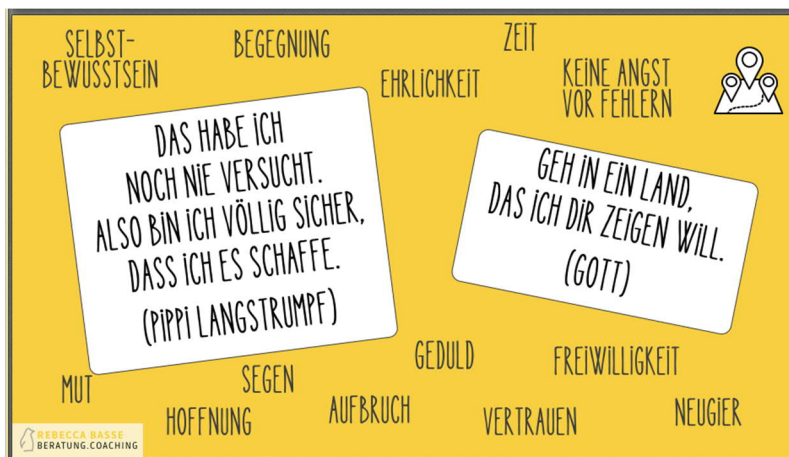 SELBST-
BEWUSSTSEIN
BEGEGNUNG
ZEIT
EHRLICHKEIT
KEINE ANGST
VOR FEHLERN
DAS HABE ICH
NOCH NIE VERSUCHT.
ALSO BIN ICH VÖLLIG SICHER,
DASS ICH ES SCHAFFE.
(PIPPI LANGSTRUMPF)
GEH IN EIN LAND,
DAS ICH DIR ZEIGEN WILL.
(GOTT)
MUT
SEGEN
GEDULD
FREIWILLIGKEIT
HOFFNUNG
AUFBRUCH
VERTRAUEN
NEUGIER
REBECCA BASSE
BERATUNG.COACHING